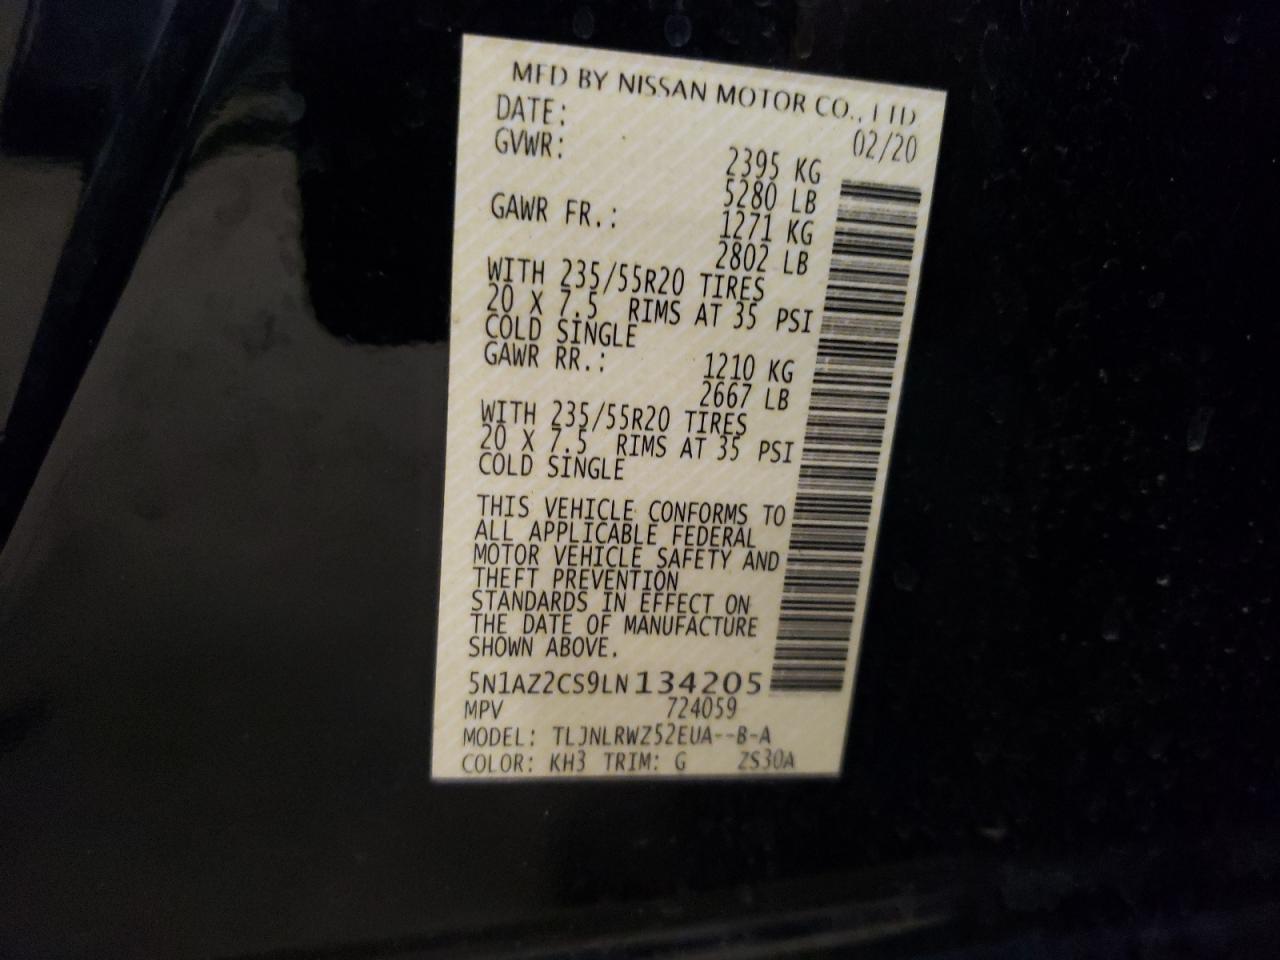 MFD BY NISSAN MOTOR CO., LTD
DATE: 02/20
GVWR: 2395 KG
5280 LB
GAWR FR.: 1271 KG
2802 LB
WITH 235/55R20 TIRES
20 X 7.5 RIMS AT 35 PSI
COLD SINGLE
GAWR RR.: 1210 KG
2667 LB
WITH 235/55R20 TIRES
20 X 7.5 RIMS AT 35 PSI
COLD SINGLE
THIS VEHICLE CONFORMS TO
ALL APPLICABLE FEDERAL
MOTOR VEHICLE SAFETY AND
THEFT PREVENTION
STANDARDS IN EFFECT ON
THE DATE OF MANUFACTURE
SHOWN ABOVE.
5N1AZ2CS9LN134205
MPV 724059
MODEL: TLJNLRWZ52EUA--B-A
COLOR: KH3 TRIM: G ZS30A